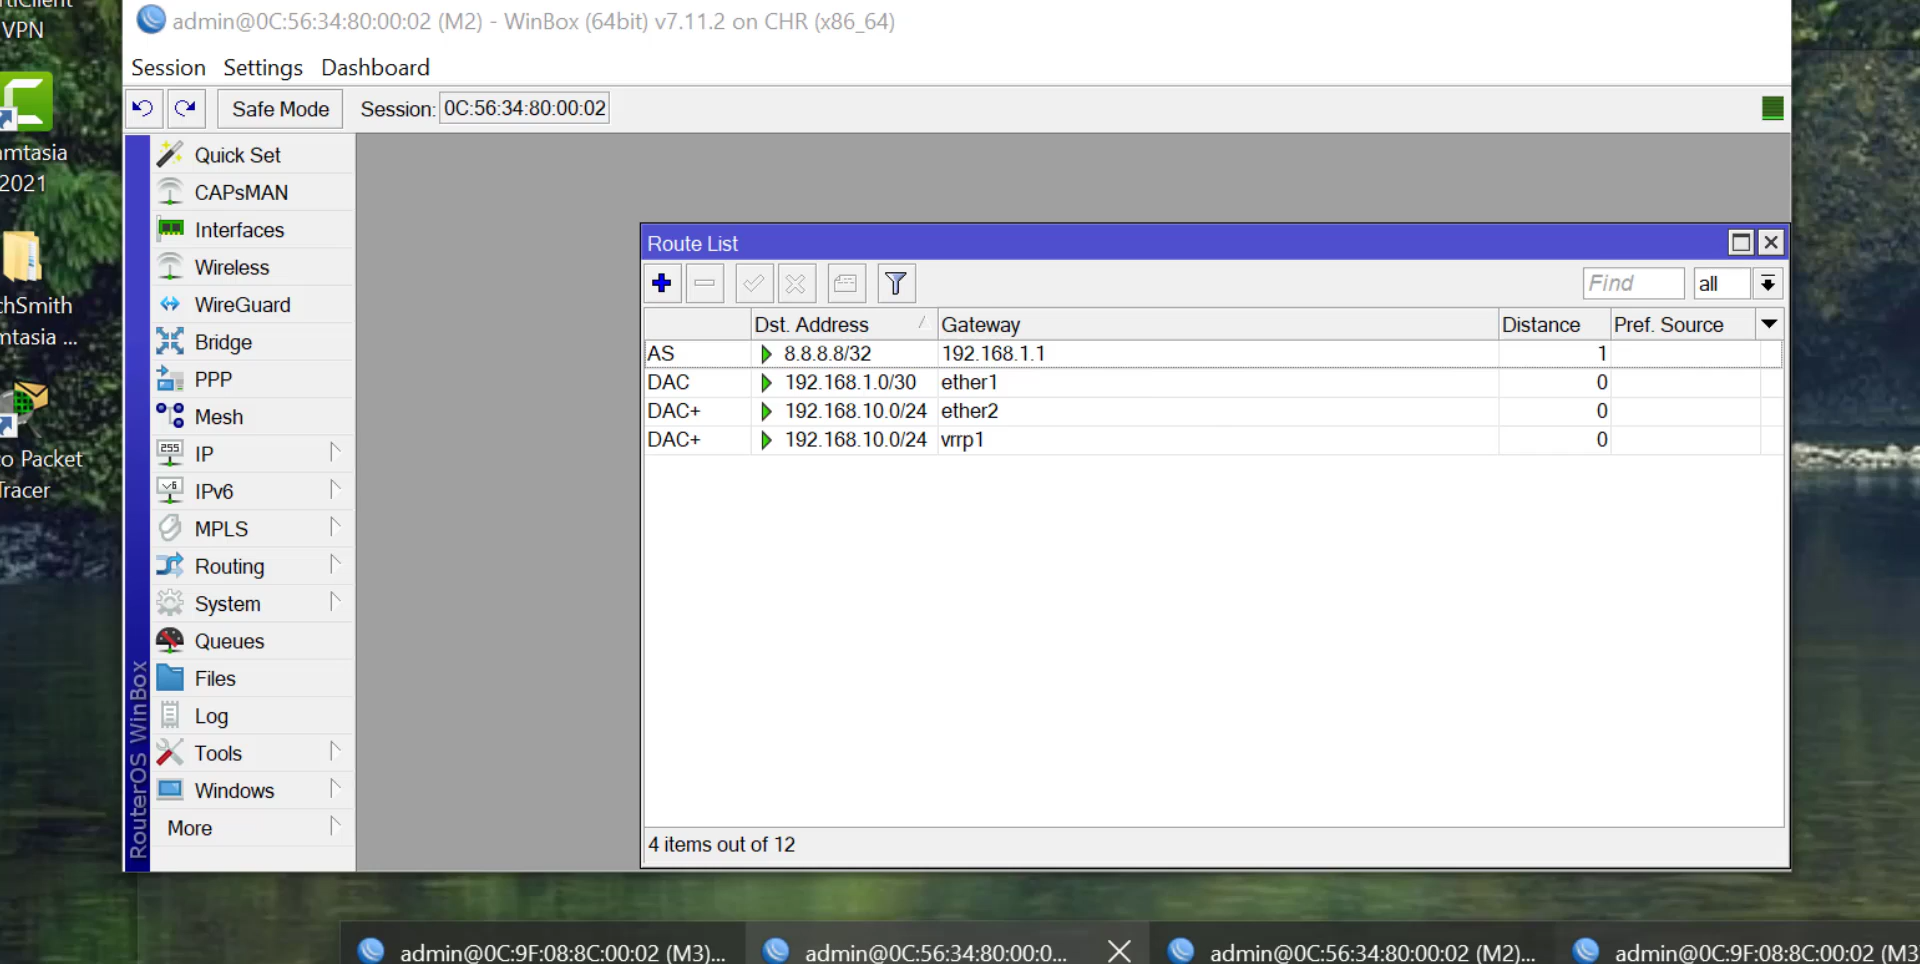 VPN
amtasia
2021
chSmith
mtasia ...
o Packet
Tracer
admin@0C:56:34:80:00:02 (M2) - WinBox (64bit) v7.11.2 on CHR (x86_64)
Session Settings Dashboard
Safe Mode Session: 0C:56:34:80:00:02
Quick Set
CAPsMAN
Interfaces
Wireless
WireGuard
Bridge
PPP
Mesh
255 IP
v6 IPv6
MPLS
Routing
System
Queues
Files
Log
Tools
Windows
More
RouterOS WinBox
Route List
Find all
Dst. Address Gateway Distance Pref. Source
AS 8.8.8.8/32 192.168.1.1 1
DAC 192.168.1.0/30 ether1 0
DAC+ 192.168.10.0/24 ether2 0
DAC+ 192.168.10.0/24 vrrp1 0
4 items out of 12
admin@0C:9F:08:8C:00:02 (M3)...
admin@0C:56:34:80:00:0...
admin@0C:56:34:80:00:02 (M2)...
admin@0C:9F:08:8C:00:02 (M3